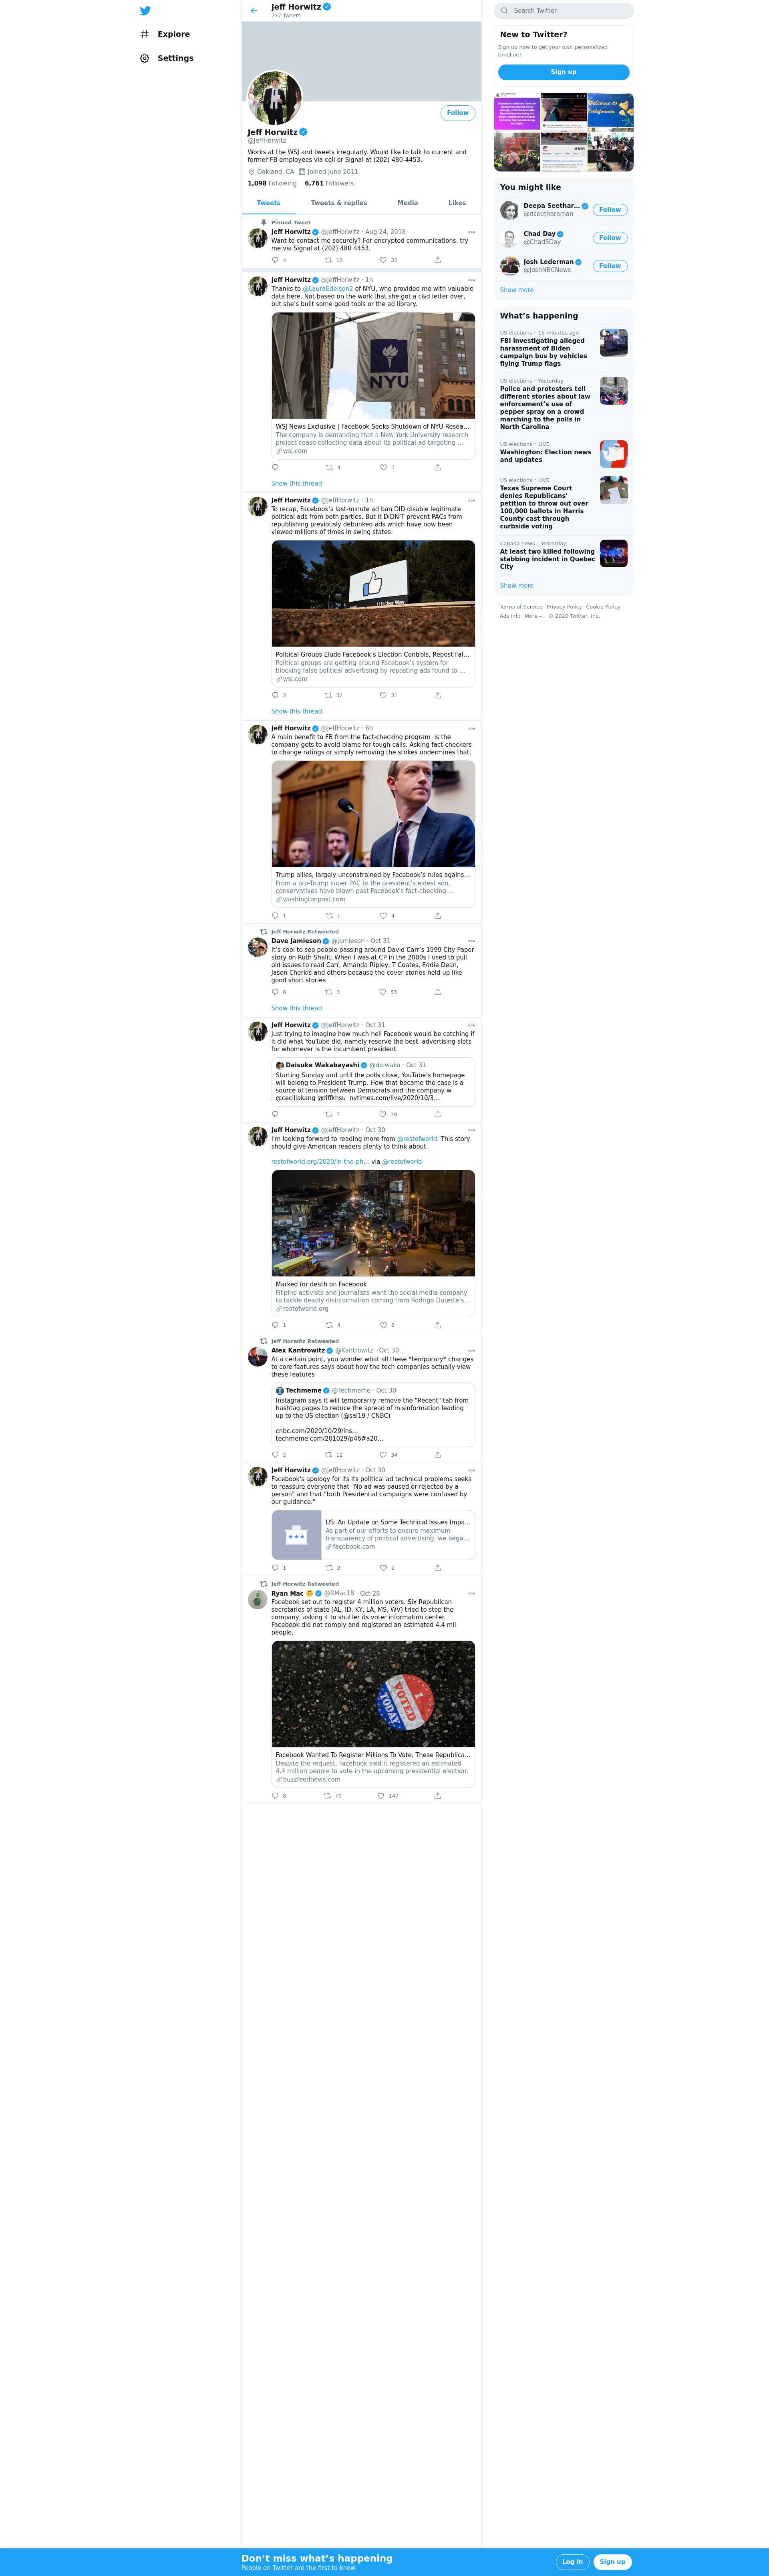 Explore
Settings
Jeff Horwitz
777 Tweets
Follow
Jeff Horwitz
@JeffHorwitz
Works at the WSJ and tweets irregularly. Would like to talk to current and
former FB employees via cell or Signal at (202) 480-4453.
Oakland, CA Joined June 2011
1,098 Following 6,761 Followers
Tweets Tweets & replies Media Likes
Pinned Tweet
Jeff Horwitz @JeffHorwitz · Aug 24, 2018
Want to contact me securely? For encrypted communications, try
me via Signal at (202) 480 4453.
4 10 35
Jeff Horwitz @JeffHorwitz · 1h
Thanks to @LauraEdelson2 of NYU, who provided me with valuable
data here. Not based on the work that she got a c&d letter over,
but she's built some good tools or the ad library.
NYU
WSJ News Exclusive | Facebook Seeks Shutdown of NYU Resea...
The company is demanding that a New York University research
project cease collecting data about its political-ad-targeting ...
wsj.com
4 3
Show this thread
Jeff Horwitz @JeffHorwitz · 1h
To recap, Facebook's last-minute ad ban DID disable legitimate
political ads from both parties. But it DIDN'T prevent PACs from
republishing previously debunked ads which have now been
viewed millions of times in swing states:
Political Groups Elude Facebook's Election Controls, Repost Fal...
Political groups are getting around Facebook's system for
blocking false political advertising by reposting ads found to ...
wsj.com
2 32 31
Show this thread
Jeff Horwitz @JeffHorwitz · 8h
A main benefit to FB from the fact-checking program  is the
company gets to avoid blame for tough calls. Asking fact-checkers
to change ratings or simply removing the strikes undermines that.
Trump allies, largely unconstrained by Facebook's rules agains...
From a pro-Trump super PAC to the president's eldest son,
conservatives have blown past Facebook's fact-checking ...
washingtonpost.com
1 1 4
Jeff Horwitz Retweeted
Dave Jamieson @jamieson · Oct 31
It's cool to see people passing around David Carr's 1999 City Paper
story on Ruth Shalit. When I was at CP in the 2000s I used to pull
old issues to read Carr, Amanda Ripley, T Coates, Eddie Dean,
Jason Cherkis and others because the cover stories held up like
good short stories
6 3 53
Show this thread
Jeff Horwitz @JeffHorwitz · Oct 31
Just trying to imagine how much hell Facebook would be catching if
it did what YouTube did, namely reserve the best  advertising slots
for whomever is the incumbent president.
Daisuke Wakabayashi @daiwaka · Oct 31
Starting Sunday and until the polls close, YouTube's homepage
will belong to President Trump. How that became the case is a
source of tension between Democrats and the company w
@ceciliakang @tiffkhsu  nytimes.com/live/2020/10/3...
7 19
Jeff Horwitz @JeffHorwitz · Oct 30
I'm looking forward to reading more from @restofworld. This story
should give American readers plenty to think about.
restofworld.org/2020/in-the-ph... via @restofworld
Marked for death on Facebook
Filipino activists and journalists want the social media company
to tackle deadly disinformation coming from Rodrigo Duterte's...
restofworld.org
1 4 8
Jeff Horwitz Retweeted
Alex Kantrowitz @Kantrowitz · Oct 30
At a certain point, you wonder what all these *temporary* changes
to core features says about how the tech companies actually view
these features
Techmeme @Techmeme · Oct 30
Instagram says it will temporarily remove the "Recent" tab from
hashtag pages to reduce the spread of misinformation leading
up to the US election (@sal19 / CNBC)
cnbc.com/2020/10/29/ins...
techmeme.com/201029/p46#a20...
2 12 34
Jeff Horwitz @JeffHorwitz · Oct 30
Facebook's apology for its its political ad technical problems seeks
to reassure everyone that "No ad was paused or rejected by a
person" and that "both Presidential campaigns were confused by
our guidance."
US: An Update on Some Technical Issues Impa...
As part of our efforts to ensure maximum
transparency of political advertising, we bega...
facebook.com
1 2 2
Jeff Horwitz Retweeted
Ryan Mac @RMac18 · Oct 28
Facebook set out to register 4 million voters. Six Republican
secretaries of state (AL, ID, KY, LA, MS, WV) tried to stop the
company, asking it to shutter its voter information center.
Facebook did not comply and registered an estimated 4.4 mil
people.
I VOTED TODAY
Facebook Wanted To Register Millions To Vote. These Republica...
Despite the request, Facebook said it registered an estimated
4.4 million people to vote in the upcoming presidential election.
buzzfeednews.com
8 70 147
Search Twitter
New to Twitter?
Sign up now to get your own personalized
timeline!
Sign up
Welcome to
California
You might like
Deepa Seethar...
@dseetharaman
Follow
Chad Day
@ChadSDay
Follow
Josh Lederman
@JoshNBCNews
Follow
Show more
What's happening
US elections · 15 minutes ago
FBI investigating alleged
harassment of Biden
campaign bus by vehicles
flying Trump flags
US elections · Yesterday
Police and protesters tell
different stories about law
enforcement's use of
pepper spray on a crowd
marching to the polls in
North Carolina
US elections · LIVE
Washington: Election news
and updates
US elections · LIVE
Texas Supreme Court
denies Republicans'
petition to throw out over
100,000 ballots in Harris
County cast through
curbside voting
Canada news · Yesterday
At least two killed following
stabbing incident in Quebec
City
Show more
Terms of Service Privacy Policy Cookie Policy
Ads info More © 2020 Twitter, Inc.
Don't miss what's happening
People on Twitter are the first to know.
Log in Sign up